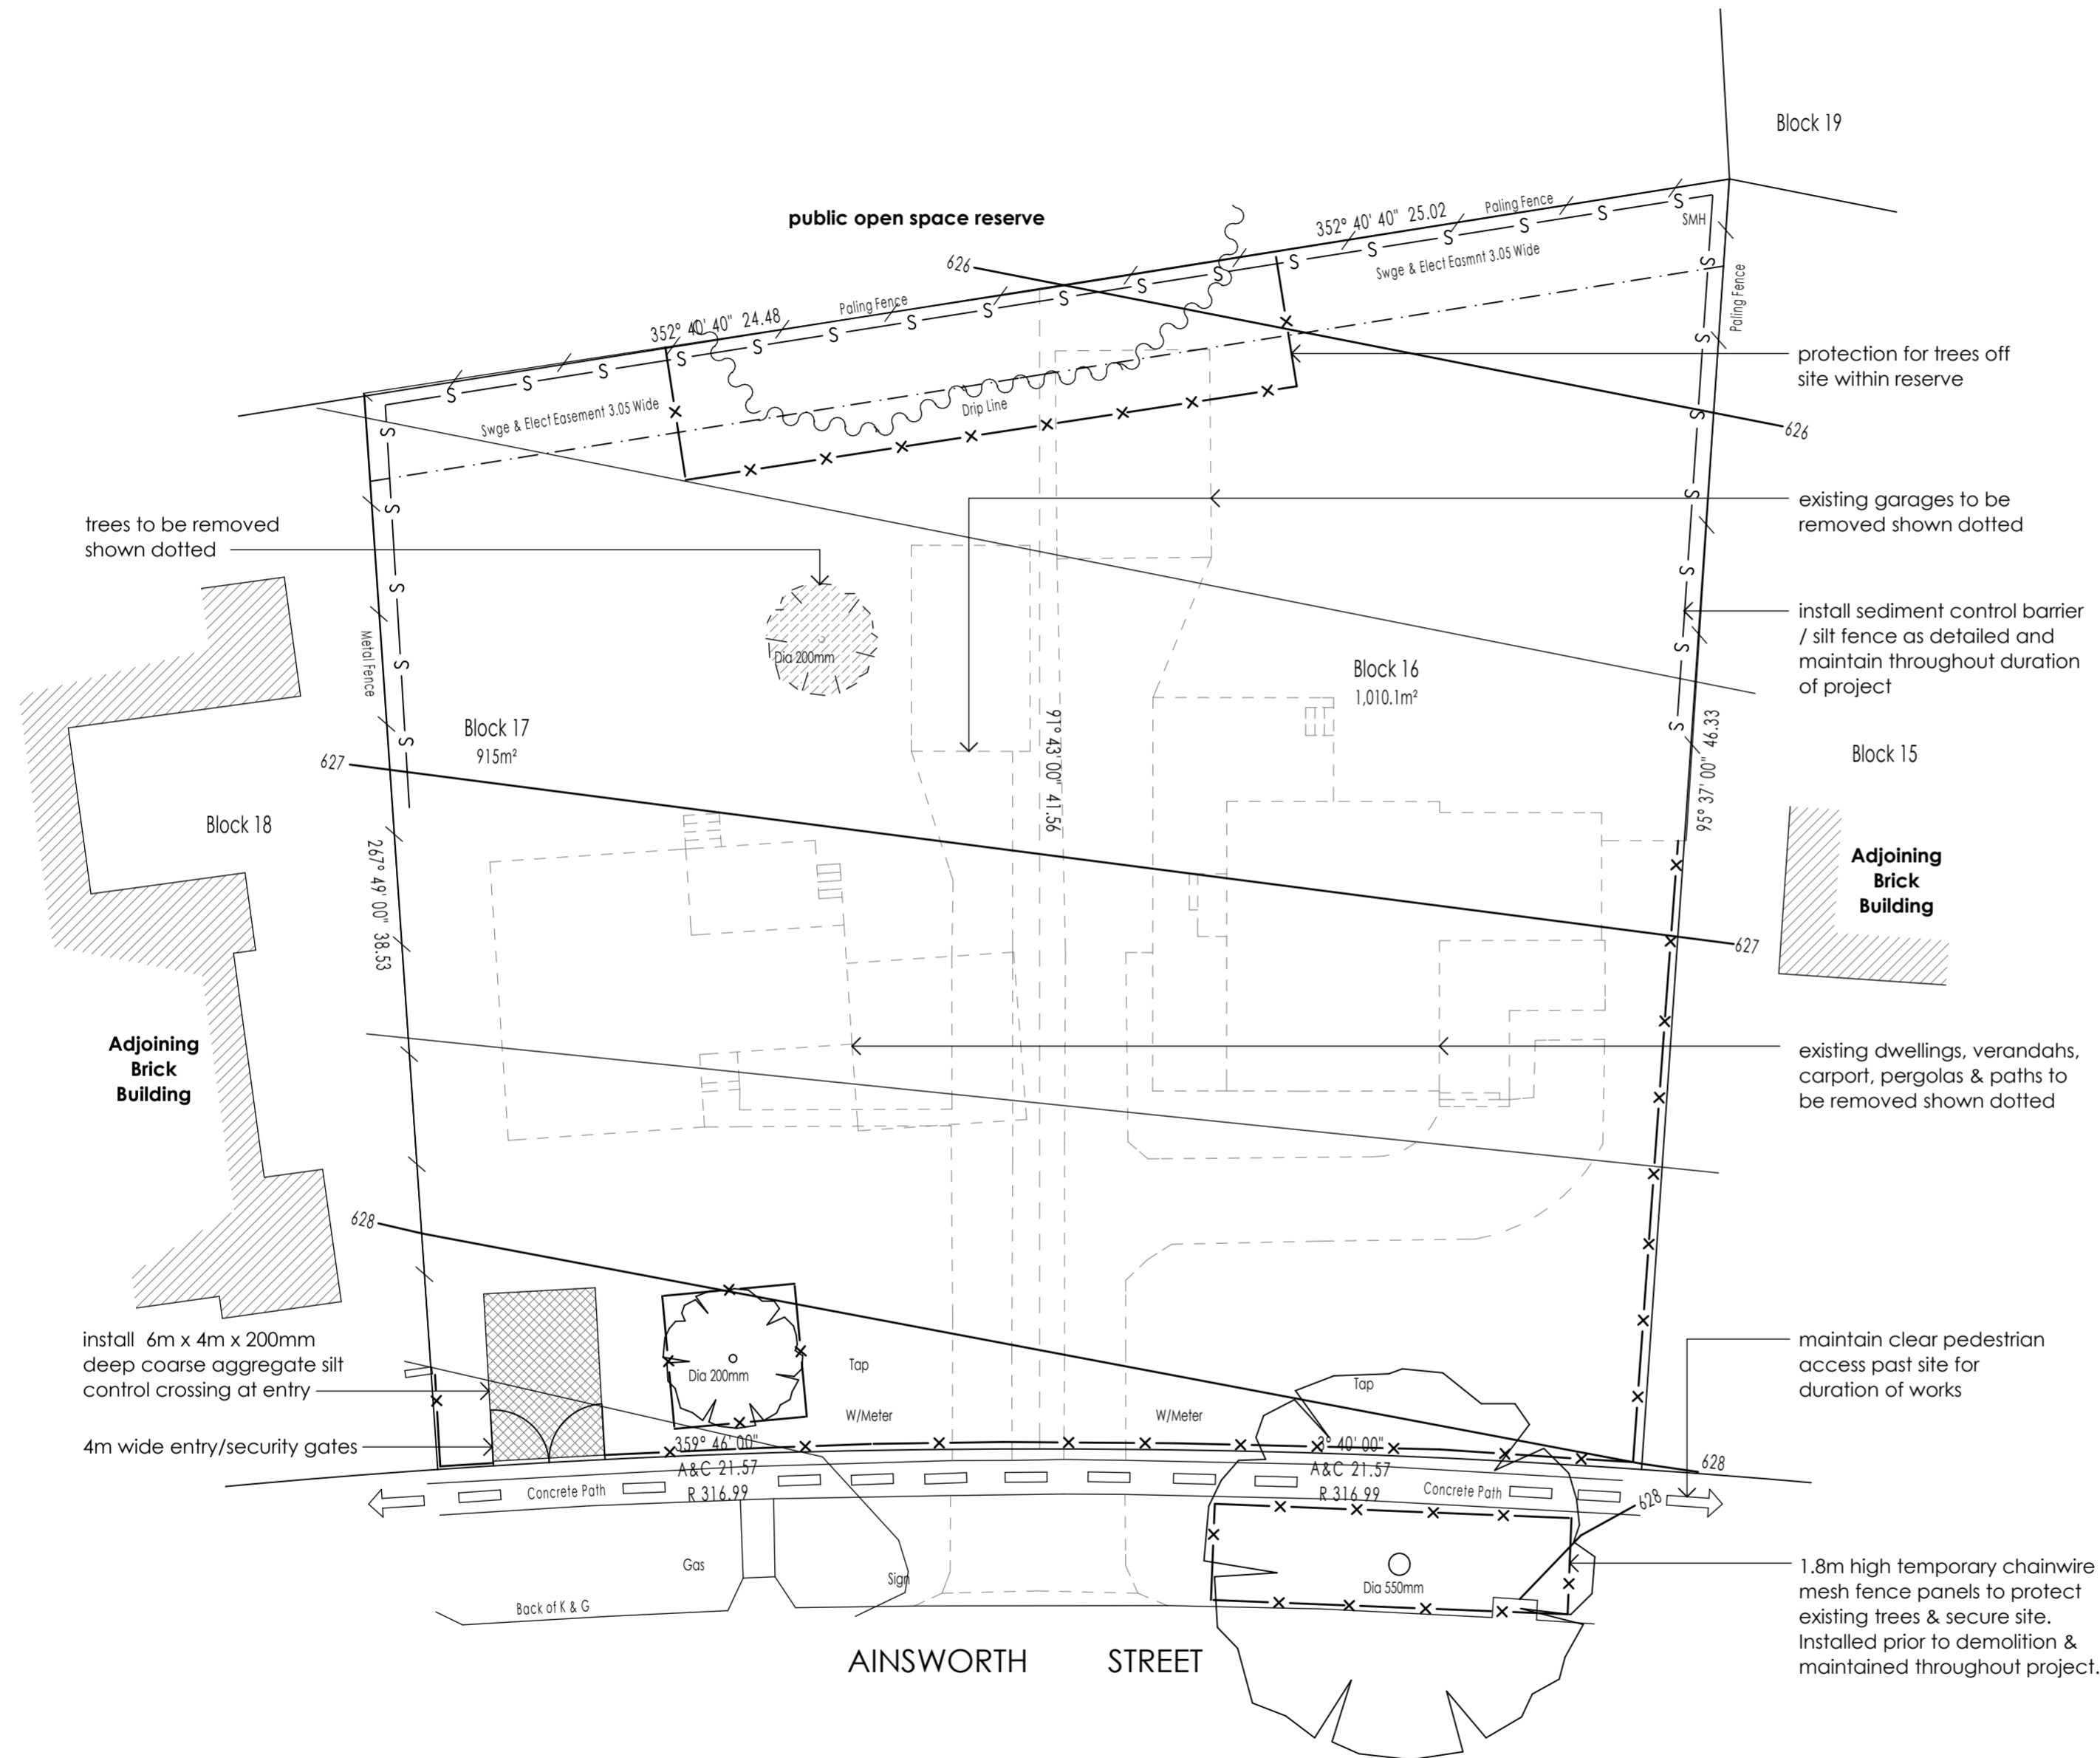 Block 19
public open space reserve
352° 40' 40" 25.02
Paling Fence
SMH
626
Swge & Elect Easmnt 3.05 Wide
Paling Fence
352° 40' 40" 24.48
Paling Fence
protection for trees off
site within reserve
Swge & Elect Easement 3.05 Wide
Drip Line
626
existing garages to be
removed shown dotted
trees to be removed
shown dotted
install sediment control barrier
/ silt fence as detailed and
maintain throughout duration
of project
Metal Fence
Dia 200mm
Block 16
1,010.1m²
Block 17
915m²
91° 43'00" 41.56
95° 37' 00" 46.33
Block 15
627
Block 18
267° 49' 00" 38.53
Adjoining
Brick
Building
627
Adjoining
Brick
Building
existing dwellings, verandahs,
carport, pergolas & paths to
be removed shown dotted
628
install 6m x 4m x 200mm
deep coarse aggregate silt
control crossing at entry
Dia 200mm
Tap
Tap
maintain clear pedestrian
access past site for
duration of works
W/Meter
W/Meter
4m wide entry/security gates
359° 46' 00"
A&C 21.57
R 316.99
3° 40' 00"
A&C 21.57
R 316.99
628
Concrete Path
Concrete Path
628
Gas
Sign
Dia 550mm
Back of K & G
1.8m high temporary chainwire
mesh fence panels to protect
existing trees & secure site.
Installed prior to demolition &
maintained throughout project.
AINSWORTH STREET
S S S S S S S S S S S S S S S S S
S S S S S
S S S S S S S